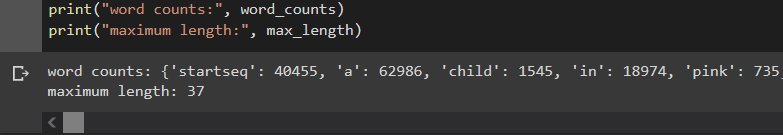 print("word counts:", word_counts)
print("maximum length:", max_length)
word counts: {'startseq': 40455, 'a': 62986, 'child': 1545, 'in': 18974, 'pink': 735,
maximum length: 37